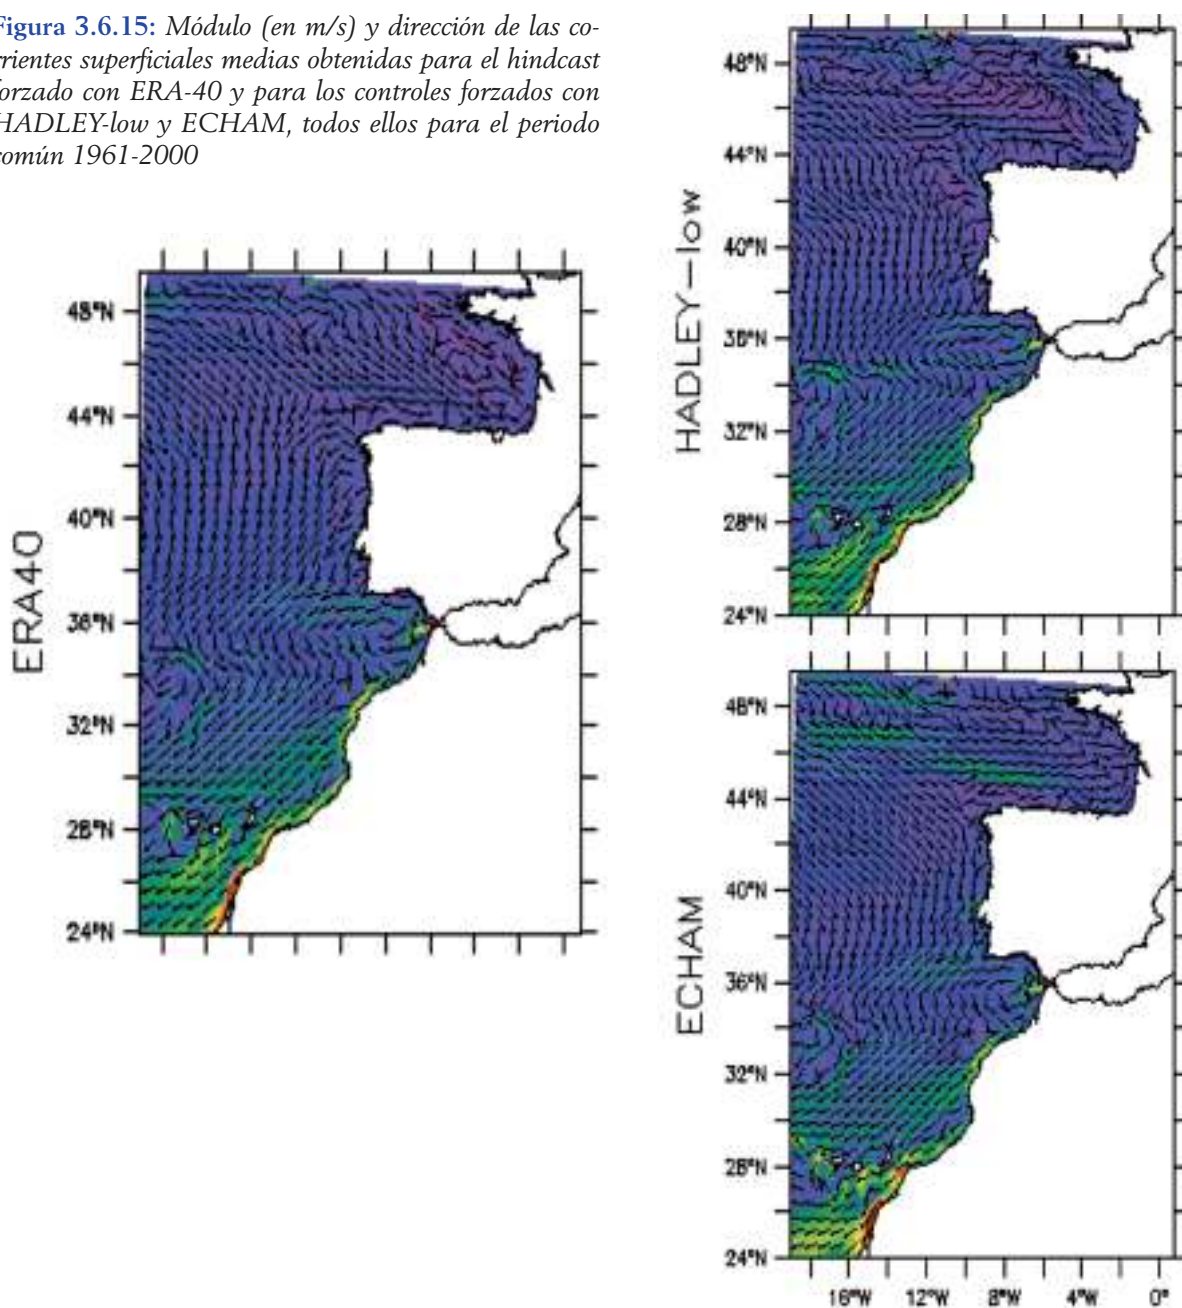 Figura 3.6.15: Módulo (en m/s) y dirección de las co-
rrientes superficiales medias obtenidas para el hindcast
forzado con ERA-40 y para los controles forzados con
HADLEY-low y ECHAM, todos ellos para el periodo
común 1961-2000
ERA40
48°N
44°N
40°N
36°N
32°N
28°N
24°N
HADLEY-low
48°N
44°N
40°N
36°N
32°N
28°N
24°N
ECHAM
48°N
44°N
40°N
36°N
32°N
28°N
24°N
16°W 12°W 8°W 4°W 0°